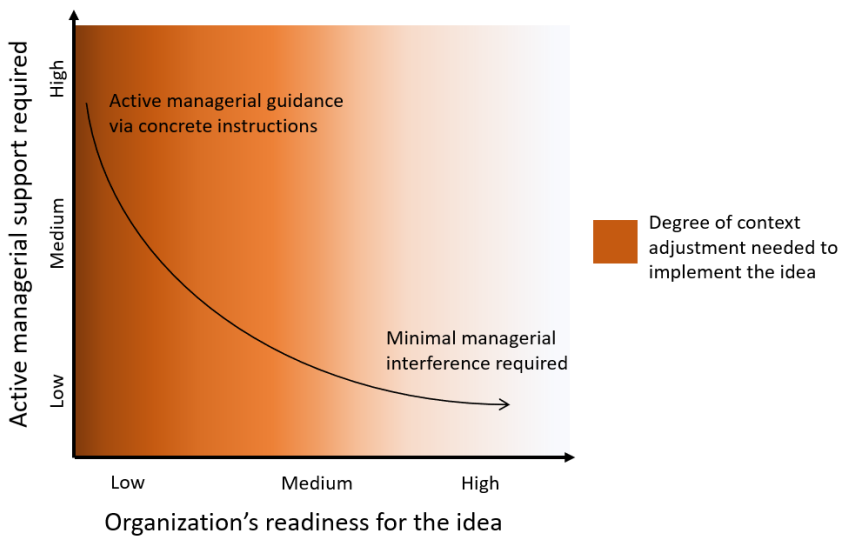 Active managerial support required
High
Medium
Low
Active managerial guidance
via concrete instructions
Minimal managerial
interference required
Degree of context
adjustment needed to
implement the idea
Low
Medium
High
Organization's readiness for the idea